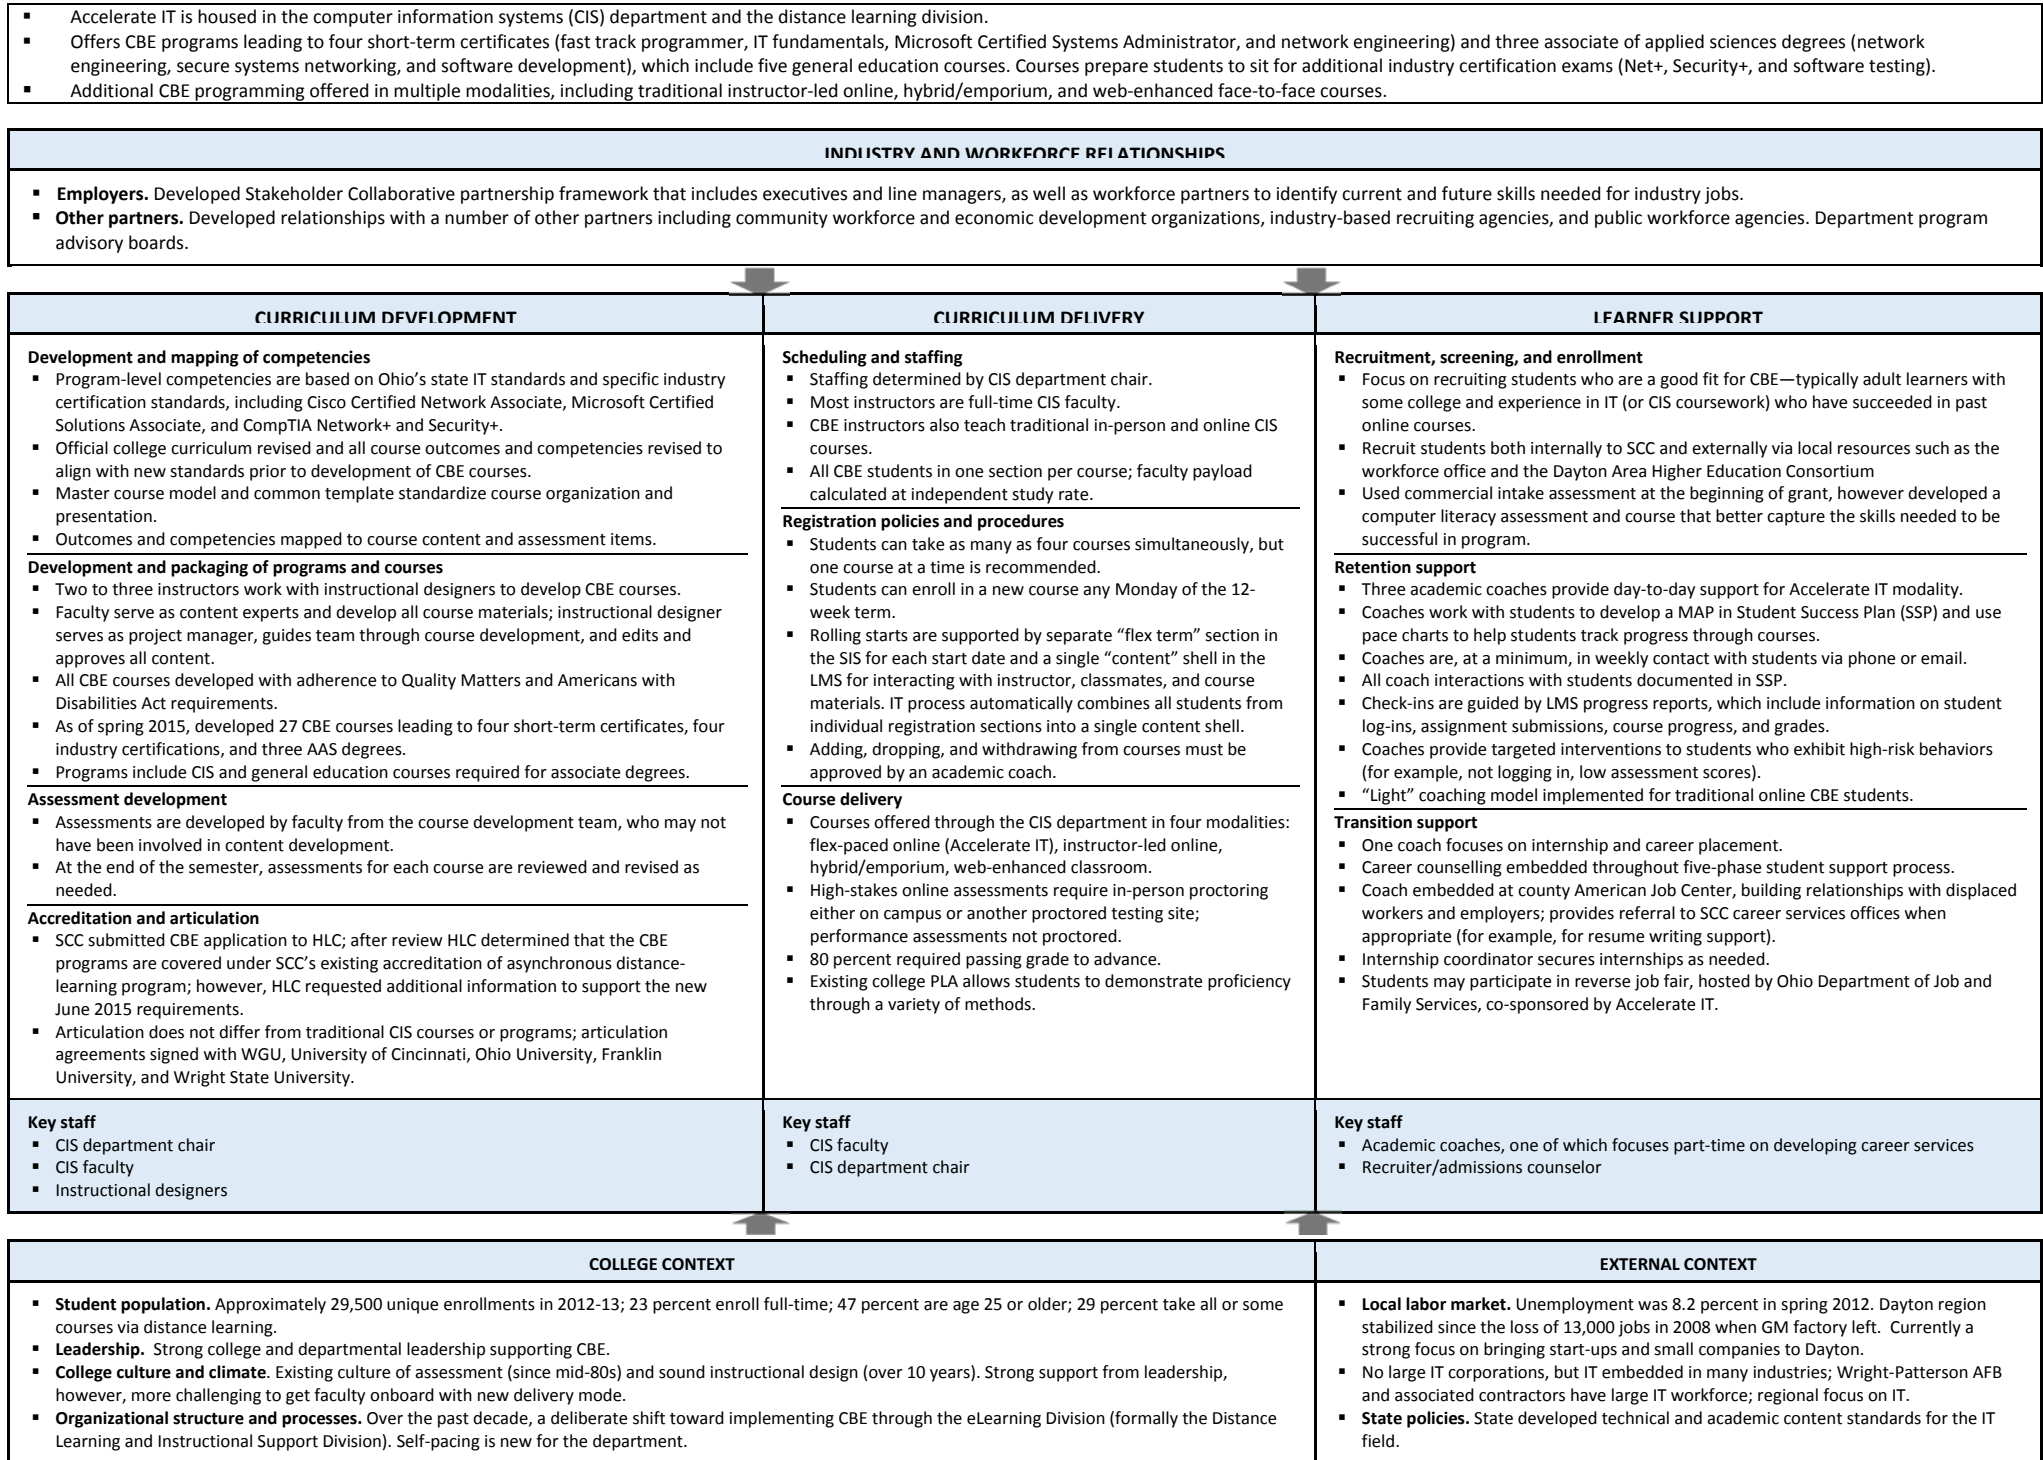 ▪ Accelerate IT is housed in the computer information systems (CIS) department and the distance learning division.
▪ Offers CBE programs leading to four short-term certificates (fast track programmer, IT fundamentals, Microsoft Certified Systems Administrator, and network engineering) and three associate of applied sciences degrees (network
engineering, secure systems networking, and software development), which include five general education courses. Courses prepare students to sit for additional industry certification exams (Net+, Security+, and software testing).
▪ Additional CBE programming offered in multiple modalities, including traditional instructor-led online, hybrid/emporium, and web-enhanced face-to-face courses.
INDUSTRY AND WORKFORCE RELATIONSHIPS
▪ Employers. Developed Stakeholder Collaborative partnership framework that includes executives and line managers, as well as workforce partners to identify current and future skills needed for industry jobs.
▪ Other partners. Developed relationships with a number of other partners including community workforce and economic development organizations, industry-based recruiting agencies, and public workforce agencies. Department program
advisory boards.
CURRICULUM DEVELOPMENT
Development and mapping of competencies
▪ Program-level competencies are based on Ohio's state IT standards and specific industry
certification standards, including Cisco Certified Network Associate, Microsoft Certified
Solutions Associate, and CompTIA Network+ and Security+.
▪ Official college curriculum revised and all course outcomes and competencies revised to
align with new standards prior to development of CBE courses.
▪ Master course model and common template standardize course organization and
presentation.
▪ Outcomes and competencies mapped to course content and assessment items.
Development and packaging of programs and courses
▪ Two to three instructors work with instructional designers to develop CBE courses.
▪ Faculty serve as content experts and develop all course materials; instructional designer
serves as project manager, guides team through course development, and edits and
approves all content.
▪ All CBE courses developed with adherence to Quality Matters and Americans with
Disabilities Act requirements.
▪ As of spring 2015, developed 27 CBE courses leading to four short-term certificates, four
industry certifications, and three AAS degrees.
▪ Programs include CIS and general education courses required for associate degrees.
Assessment development
▪ Assessments are developed by faculty from the course development team, who may not
have been involved in content development.
▪ At the end of the semester, assessments for each course are reviewed and revised as
needed.
Accreditation and articulation
▪ SCC submitted CBE application to HLC; after review HLC determined that the CBE
programs are covered under SCC's existing accreditation of asynchronous distance-
learning program; however, HLC requested additional information to support the new
June 2015 requirements.
▪ Articulation does not differ from traditional CIS courses or programs; articulation
agreements signed with WGU, University of Cincinnati, Ohio University, Franklin
University, and Wright State University.
Key staff
▪ CIS department chair
▪ CIS faculty
▪ Instructional designers
CURRICULUM DELIVERY
Scheduling and staffing
▪ Staffing determined by CIS department chair.
▪ Most instructors are full-time CIS faculty.
▪ CBE instructors also teach traditional in-person and online CIS
courses.
▪ All CBE students in one section per course; faculty payload
calculated at independent study rate.
Registration policies and procedures
▪ Students can take as many as four courses simultaneously, but
one course at a time is recommended.
▪ Students can enroll in a new course any Monday of the 12-
week term.
▪ Rolling starts are supported by separate “flex term” section in
the SIS for each start date and a single “content” shell in the
LMS for interacting with instructor, classmates, and course
materials. IT process automatically combines all students from
individual registration sections into a single content shell.
▪ Adding, dropping, and withdrawing from courses must be
approved by an academic coach.
Course delivery
▪ Courses offered through the CIS department in four modalities:
flex-paced online (Accelerate IT), instructor-led online,
hybrid/emporium, web-enhanced classroom.
▪ High-stakes online assessments require in-person proctoring
either on campus or another proctored testing site;
performance assessments not proctored.
▪ 80 percent required passing grade to advance.
▪ Existing college PLA allows students to demonstrate proficiency
through a variety of methods.
Key staff
▪ CIS faculty
▪ CIS department chair
LEARNER SUPPORT
Recruitment, screening, and enrollment
▪ Focus on recruiting students who are a good fit for CBE—typically adult learners with
some college and experience in IT (or CIS coursework) who have succeeded in past
online courses.
▪ Recruit students both internally to SCC and externally via local resources such as the
workforce office and the Dayton Area Higher Education Consortium
▪ Used commercial intake assessment at the beginning of grant, however developed a
computer literacy assessment and course that better capture the skills needed to be
successful in program.
Retention support
▪ Three academic coaches provide day-to-day support for Accelerate IT modality.
▪ Coaches work with students to develop a MAP in Student Success Plan (SSP) and use
pace charts to help students track progress through courses.
▪ Coaches are, at a minimum, in weekly contact with students via phone or email.
▪ All coach interactions with students documented in SSP.
▪ Check-ins are guided by LMS progress reports, which include information on student
log-ins, assignment submissions, course progress, and grades.
▪ Coaches provide targeted interventions to students who exhibit high-risk behaviors
(for example, not logging in, low assessment scores).
▪ “Light” coaching model implemented for traditional online CBE students.
Transition support
▪ One coach focuses on internship and career placement.
▪ Career counselling embedded throughout five-phase student support process.
▪ Coach embedded at county American Job Center, building relationships with displaced
workers and employers; provides referral to SCC career services offices when
appropriate (for example, for resume writing support).
▪ Internship coordinator secures internships as needed.
▪ Students may participate in reverse job fair, hosted by Ohio Department of Job and
Family Services, co-sponsored by Accelerate IT.
Key staff
▪ Academic coaches, one of which focuses part-time on developing career services
▪ Recruiter/admissions counselor
COLLEGE CONTEXT
▪ Student population. Approximately 29,500 unique enrollments in 2012-13; 23 percent enroll full-time; 47 percent are age 25 or older; 29 percent take all or some
courses via distance learning.
▪ Leadership. Strong college and departmental leadership supporting CBE.
▪ College culture and climate. Existing culture of assessment (since mid-80s) and sound instructional design (over 10 years). Strong support from leadership,
however, more challenging to get faculty onboard with new delivery mode.
▪ Organizational structure and processes. Over the past decade, a deliberate shift toward implementing CBE through the eLearning Division (formally the Distance
Learning and Instructional Support Division). Self-pacing is new for the department.
EXTERNAL CONTEXT
▪ Local labor market. Unemployment was 8.2 percent in spring 2012. Dayton region
stabilized since the loss of 13,000 jobs in 2008 when GM factory left. Currently a
strong focus on bringing start-ups and small companies to Dayton.
▪ No large IT corporations, but IT embedded in many industries; Wright-Patterson AFB
and associated contractors have large IT workforce; regional focus on IT.
▪ State policies. State developed technical and academic content standards for the IT
field.